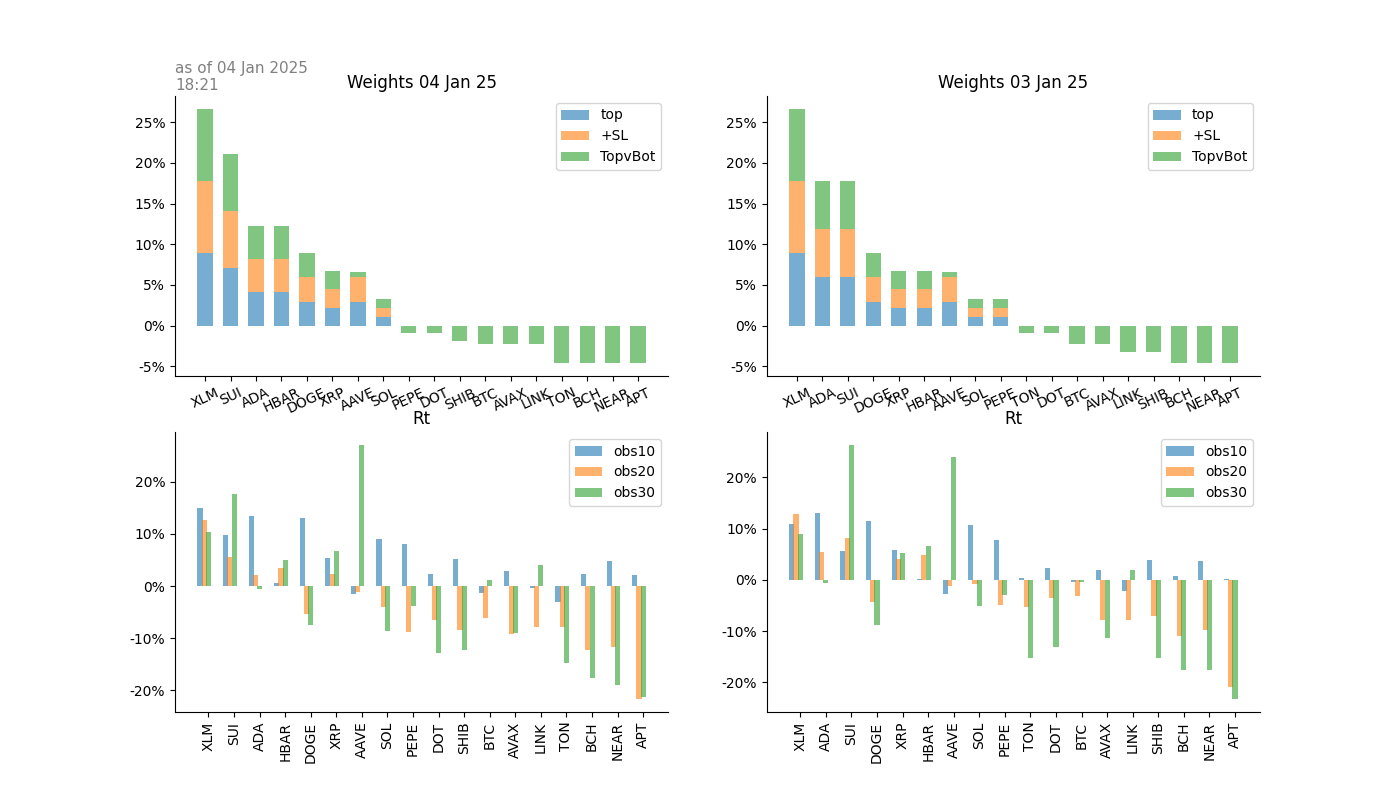 as of 04 Jan 2025
18:21
Weights 04 Jan 25
25%
20%
15%
10%
5%
0%
-5%
top
+SL
TopvBot
XLM SUI ADA HBAR DOGE XRP AAVE SOL PEPE DOT SHIB BTC AVAX LINK TON BCH NEAR APT
Weights 03 Jan 25
25%
20%
15%
10%
5%
0%
-5%
top
+SL
TopvBot
XLM ADA SUI DOGE XRP HBAR AAVE SOL PEPE TON DOT BTC AVAX LINK SHIB BCH NEAR APT
Rt
20%
10%
0%
-10%
-20%
obs10
obs20
obs30
XLM SUI ADA HBAR DOGE XRP AAVE SOL PEPE DOT SHIB BTC AVAX LINK TON BCH NEAR APT
Rt
20%
10%
0%
-10%
-20%
obs10
obs20
obs30
XLM ADA SUI DOGE XRP HBAR AAVE SOL PEPE TON DOT BTC AVAX LINK SHIB BCH NEAR APT